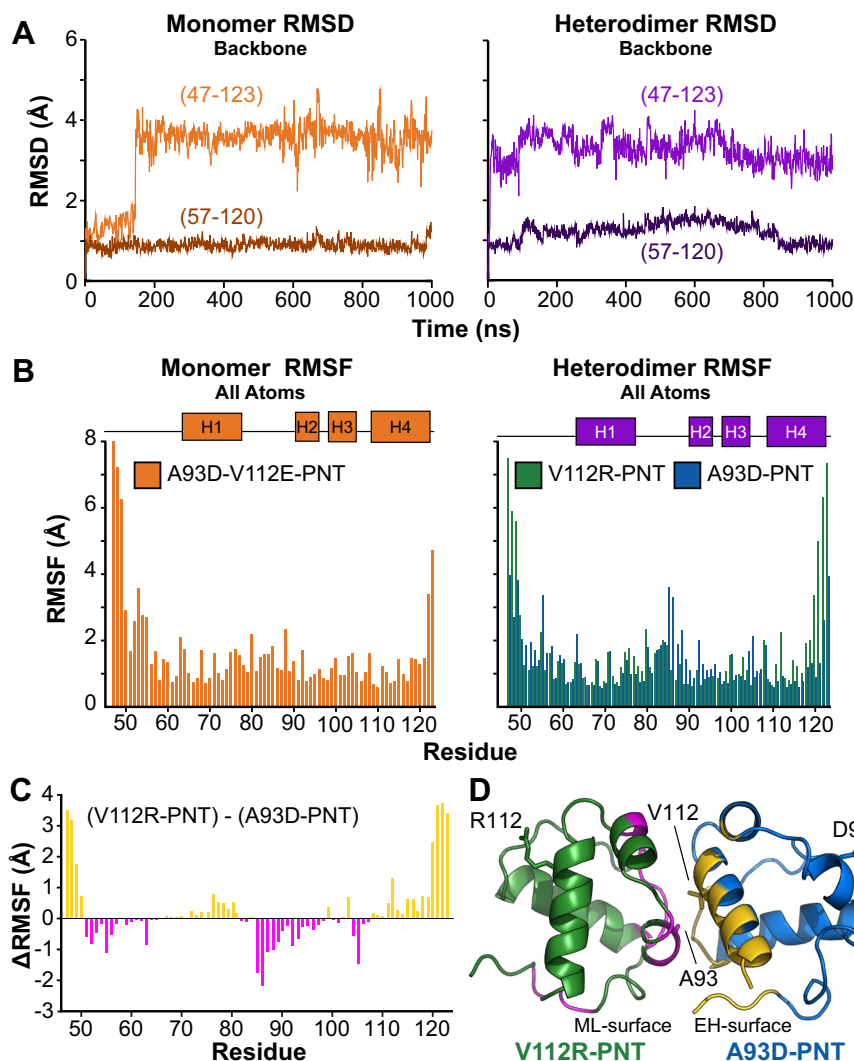 A
Monomer RMSD
Backbone
Heterodimer RMSD
Backbone
RMSD (Å)
6
4
2
0
(47-123)
(57-120)
(47-123)
(57-120)
0 200 400 600 800 1000
0 200 400 600 800 1000
Time (ns)
B
Monomer RMSF
All Atoms
Heterodimer RMSF
All Atoms
H1 H2 H3 H4
H1 H2 H3 H4
A93D-V112E-PNT
V112R-PNT A93D-PNT
RMSF (Å)
8
6
4
2
0
50 60 70 80 90 100 110 120
50 60 70 80 90 100 110 120
Residue
C
(V112R-PNT) - (A93D-PNT)
ΔRMSF (Å)
4
3
2
1
0
-1
-2
-3
50 60 70 80 90 100 110 120
Residue
D
R112
V112
D9
A93
ML-surface
EH-surface
V112R-PNT
A93D-PNT